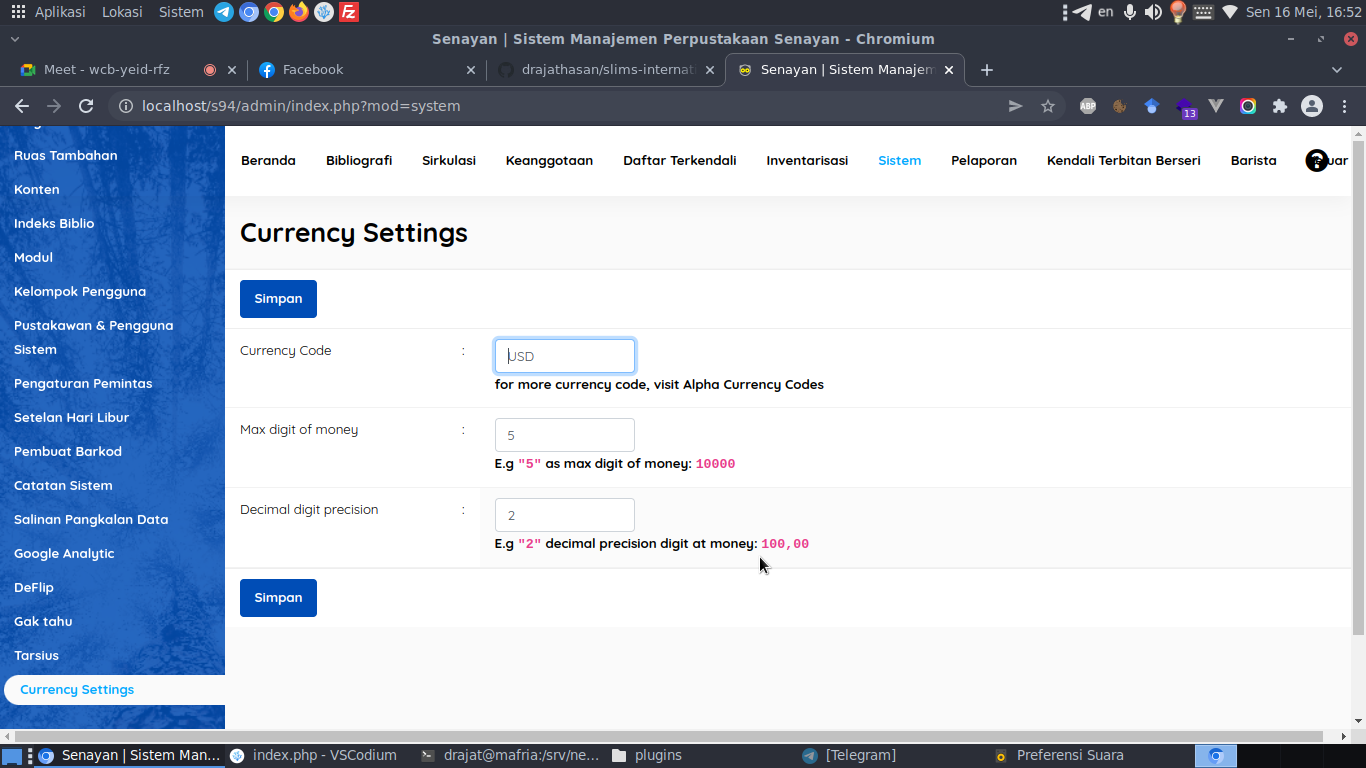 Aplikasi Lokasi Sistem en Sen 16 Mei, 16:52
Senayan | Sistem Manajemen Perpustakaan Senayan - Chromium
Meet - wcb-yeid-rfz Facebook drajathasan/slims-internati Senayan | Sistem Manajem
localhost/s94/admin/index.php?mod=system ABP 13
Ruas Tambahan
Konten
Indeks Biblio
Modul
Kelompok Pengguna
Pustakawan & Pengguna
Sistem
Pengaturan Pemintas
Setelan Hari Libur
Pembuat Barkod
Catatan Sistem
Salinan Pangkalan Data
Google Analytic
DeFlip
Gak tahu
Tarsius
Currency Settings
Beranda Bibliografi Sirkulasi Keanggotaan Daftar Terkendali Inventarisasi Sistem Pelaporan Kendali Terbitan Berseri Barista
Currency Settings
Simpan
Currency Code : USD
for more currency code, visit Alpha Currency Codes
Max digit of money : 5
E.g "5" as max digit of money: 10000
Decimal digit precision : 2
E.g "2" decimal precision digit at money: 100,00
Simpan
Senayan | Sistem Man... index.php - VSCodium drajat@mafria:/srv/ne... plugins [Telegram] Preferensi Suara